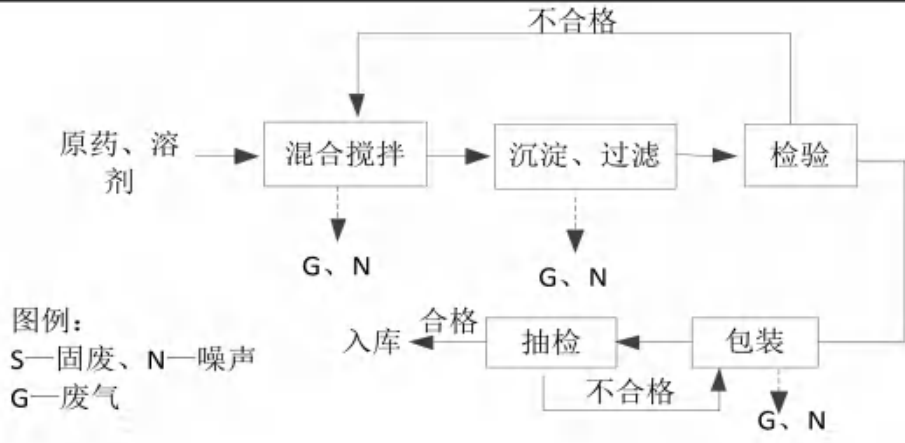 不合格
原药、溶
剂
混合搅拌
沉淀、过滤
检验
G、N
G、N
图例：
S—固废、N—噪声
G—废气
入库
合格
抽检
包装
不合格
G、N